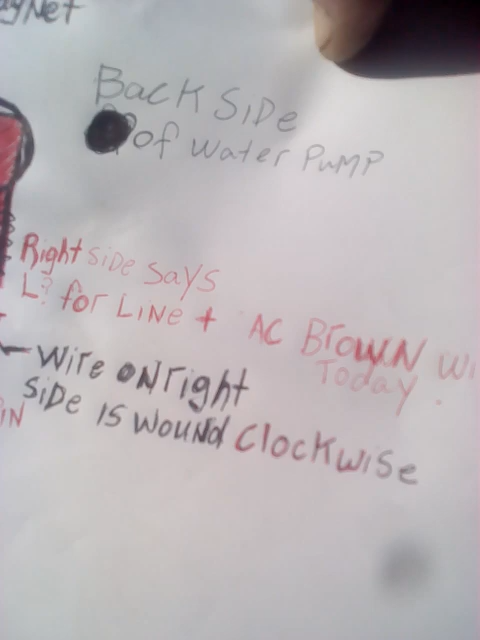 Back Side
of water Pump
Right side says
L? for Line + AC Brown
Today.
Wire on right
Side is wound Clockwise
IN